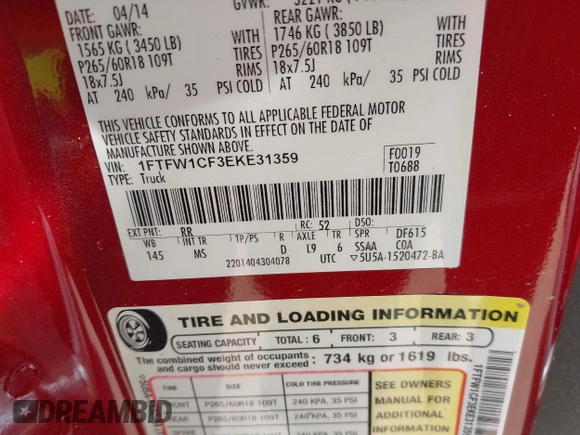 DATE: 04/14
GVWR: 3221 KG
FRONT GAWR:
REAR GAWR:
1565 KG ( 3450 LB) WITH
1746 KG ( 3850 LB) WITH
P265/60R18 109T TIRES
P265/60R18 109T TIRES
18x7.5J RIMS
18x7.5J RIMS
AT 240 kPa/ 35 PSI COLD
AT 240 kPa/ 35 PSI COLD
THIS VEHICLE CONFORMS TO ALL APPLICABLE FEDERAL MOTOR
VEHICLE SAFETY STANDARDS IN EFFECT ON THE DATE OF
MANUFACTURE SHOWN ABOVE.
VIN: 1FTFW1CF3EKE31359
TYPE: Truck
F0019
T0688
EXT PNT: RR RC: 52 DSO:
WB INT TR TP/PS R AXLE TR SPR DF615
145 MS D L9 6 SSAA COA
2201404304078 UTC ▽5U5A-1520472-BA
TIRE AND LOADING INFORMATION
SEATING CAPACITY TOTAL: 6 FRONT: 3 REAR: 3
The combined weight of occupants and cargo should never exceed: 734 kg or 1619 lbs.
TIRE SIZE COLD TIRE PRESSURE
FRONT P265/60R18 109T 240 KPA, 35 PSI
REAR P265/60R18 109T 240 KPA, 35 PSI
SPARE
SEE OWNERS
MANUAL FOR
ADDITIONAL
INFORMATION
1FTFW1CF3EKE31359
DREAMBID